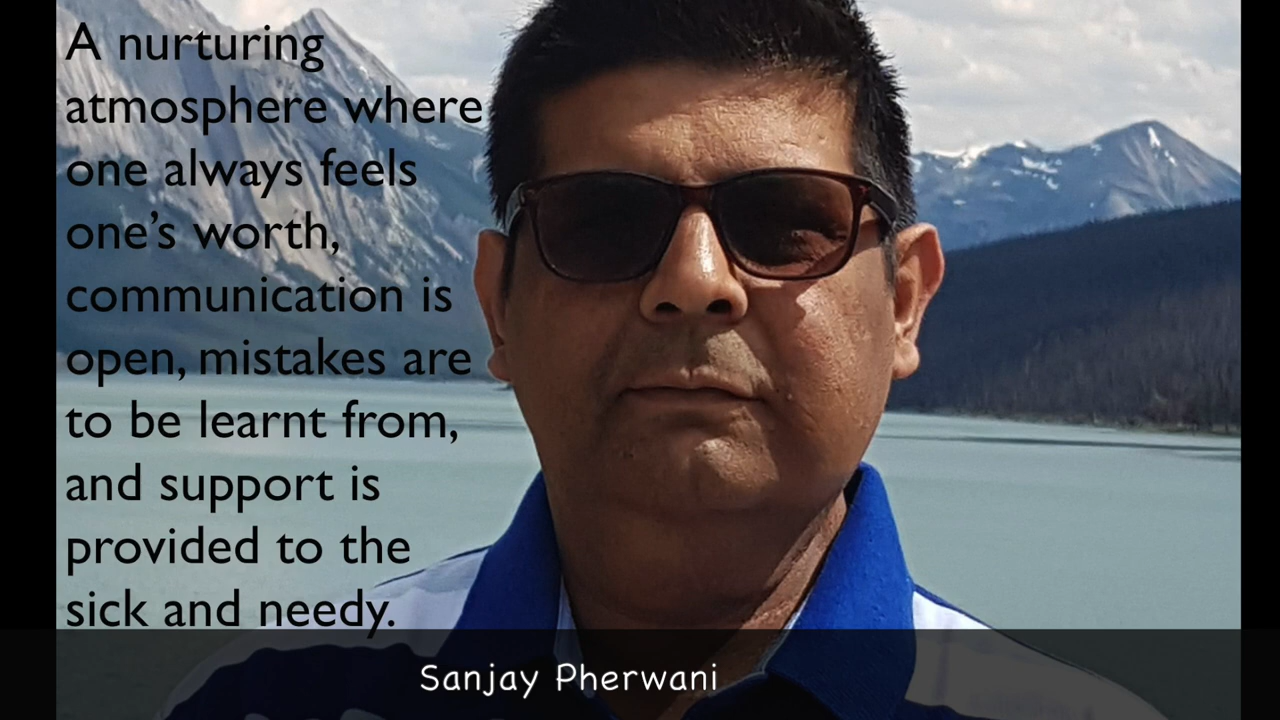 A nurturing
atmosphere where
one always feels
one’s worth,
communication is
open, mistakes are
to be learnt from,
and support is
provided to the
sick and needy.
Sanjay Pherwani